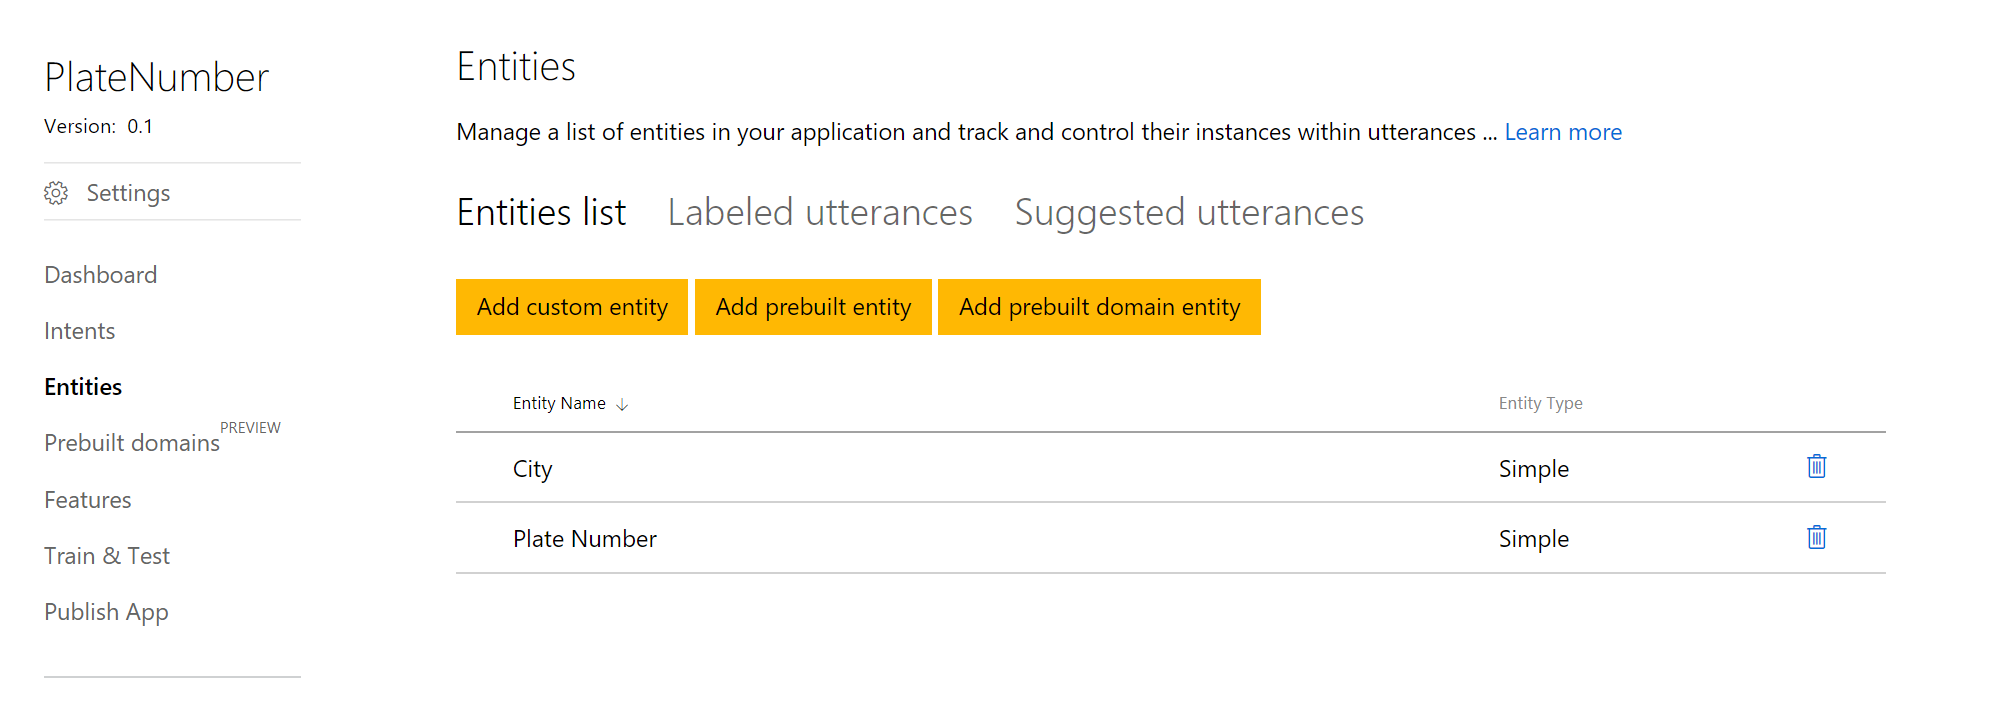 PlateNumber
Version: 0.1
Settings
Dashboard
Intents
Entities
Prebuilt domains PREVIEW
Features
Train & Test
Publish App
Entities
Manage a list of entities in your application and track and control their instances within utterances ... Learn more
Entities list Labeled utterances Suggested utterances
Add custom entity Add prebuilt entity Add prebuilt domain entity
Entity Name Entity Type
City Simple
Plate Number Simple